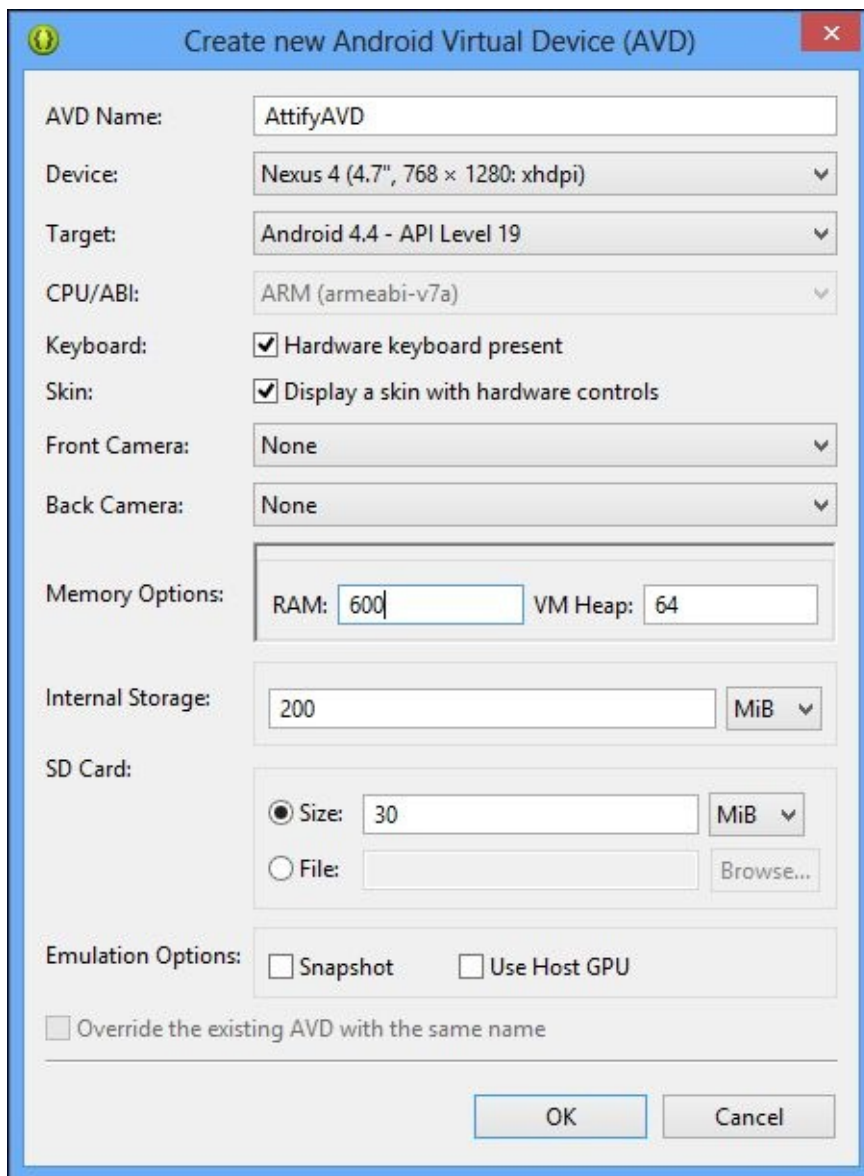 Create new Android Virtual Device (AVD)
AVD Name: AttifyAVD
Device: Nexus 4 (4.7", 768 × 1280: xhdpi)
Target: Android 4.4 - API Level 19
CPU/ABI: ARM (armeabi-v7a)
Keyboard: Hardware keyboard present
Skin: Display a skin with hardware controls
Front Camera: None
Back Camera: None
Memory Options: RAM: 600 VM Heap: 64
Internal Storage: 200 MiB
SD Card:
Size: 30 MiB
File: Browse...
Emulation Options: Snapshot Use Host GPU
Override the existing AVD with the same name
OK Cancel